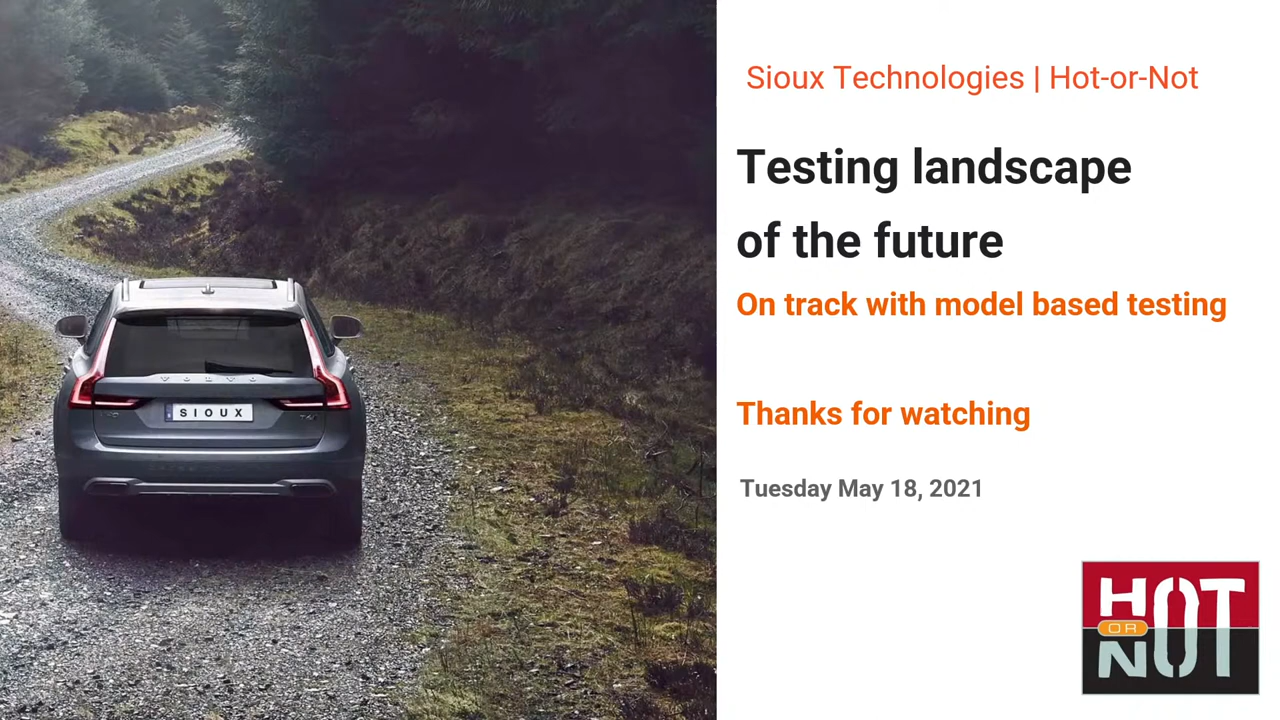 Sioux Technologies | Hot-or-Not
Testing landscape
of the future
On track with model based testing
Thanks for watching
Tuesday May 18, 2021
VOLVO
SIOUX
HOT
OR
NOT